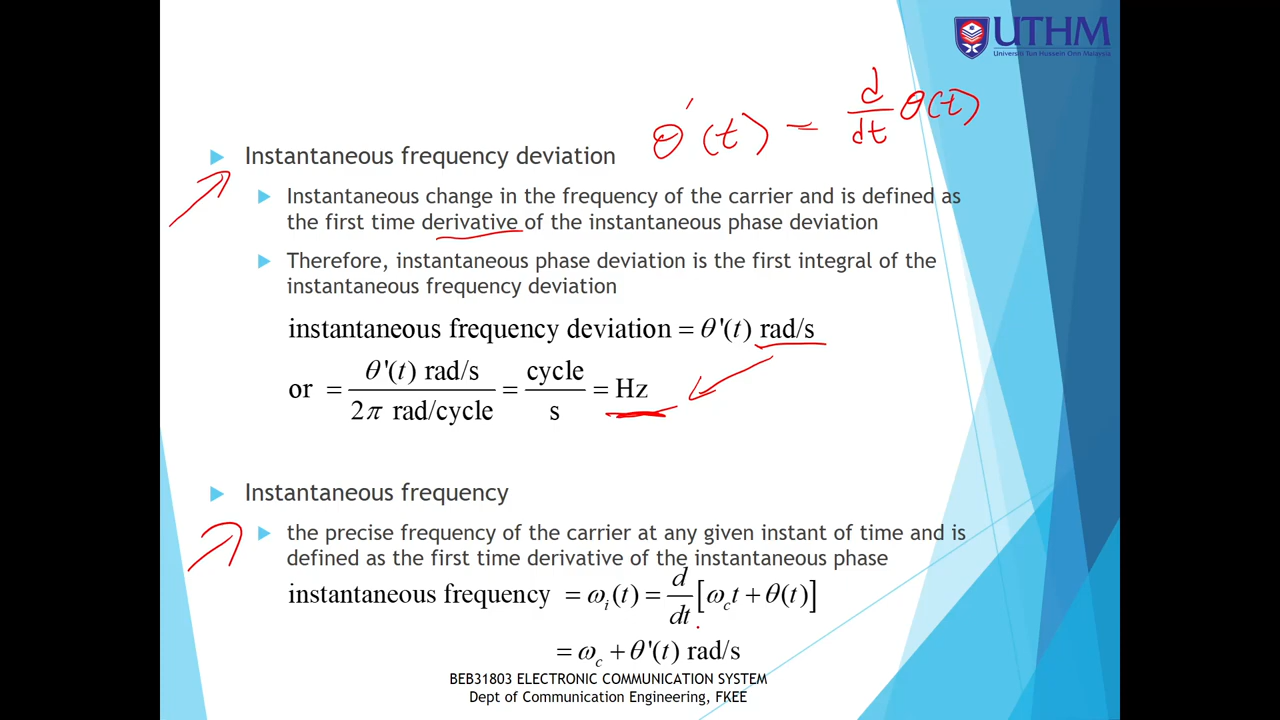 UTHM
Universiti Tun Hussein Onn Malaysia
θ'(t) = d/dt θ(t)
Instantaneous frequency deviation
Instantaneous change in the frequency of the carrier and is defined as
the first time derivative of the instantaneous phase deviation
Therefore, instantaneous phase deviation is the first integral of the
instantaneous frequency deviation
instantaneous frequency deviation = θ'(t) rad/s
or = θ'(t) rad/s / 2π rad/cycle = cycle / s = Hz
Instantaneous frequency
the precise frequency of the carrier at any given instant of time and is
defined as the first time derivative of the instantaneous phase
instantaneous frequency = ωi(t) = d/dt [ωct + θ(t)]
= ωc + θ'(t) rad/s
BEB31803 ELECTRONIC COMMUNICATION SYSTEM
Dept of Communication Engineering, FKEE